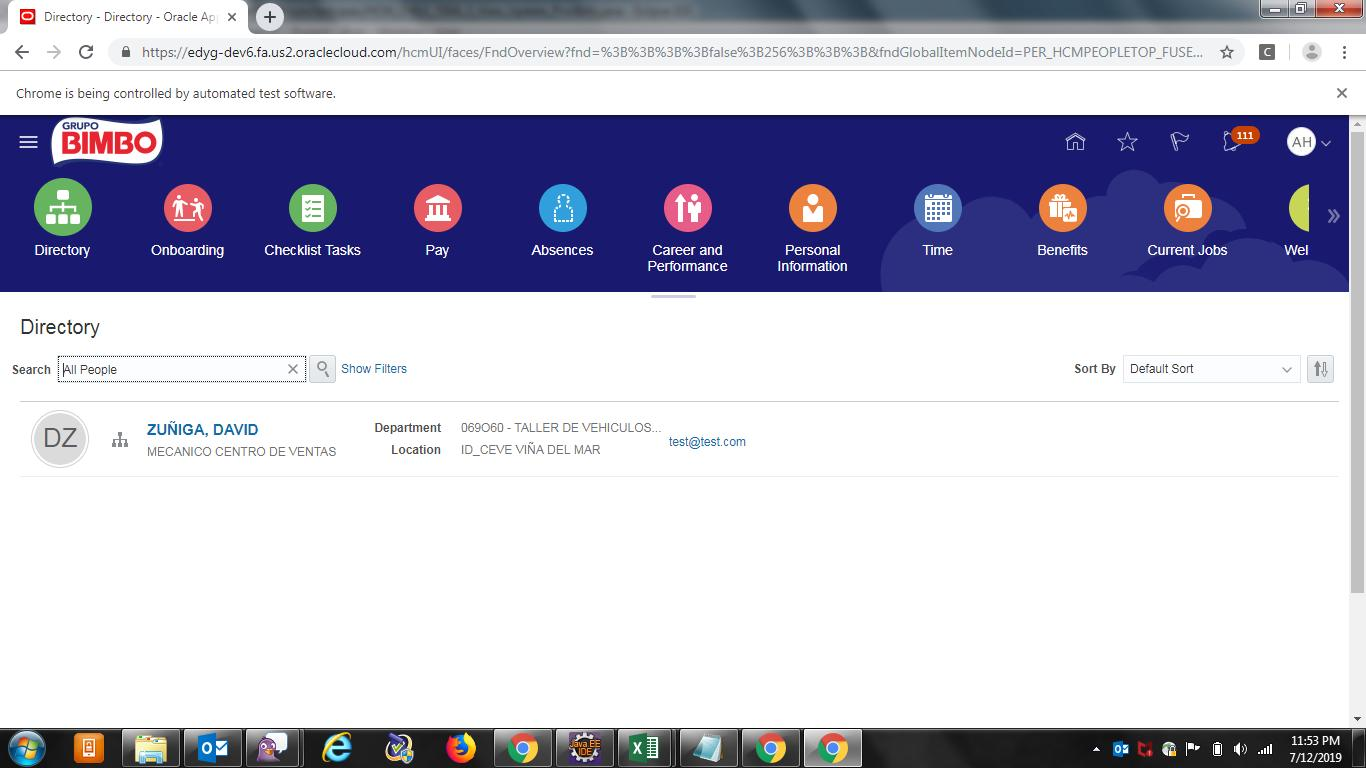 Directory - Directory - Oracle Ap
https://edyg-dev6.fa.us2.oraclecloud.com/hcmUI/faces/FndOverview?fnd=%3B%3B%3B%3Bfalse%3B256%3B%3B%3B&fndGlobalItemNodeId=PER_HCMPEOPLETOP_FUSE...
C
Chrome is being controlled by automated test software.
GRUPO
BIMBO
111
AH
Directory
Onboarding
Checklist Tasks
Pay
Absences
Career and
Performance
Personal
Information
Time
Benefits
Current Jobs
Wel
Directory
Search
All People
Show Filters
Sort By
Default Sort
DZ
ZUÑIGA, DAVID
MECANICO CENTRO DE VENTAS
Department
069O60 - TALLER DE VEHICULOS...
Location
ID_CEVE VIÑA DEL MAR
test@test.com
Java EE
IDE
11:53 PM
7/12/2019